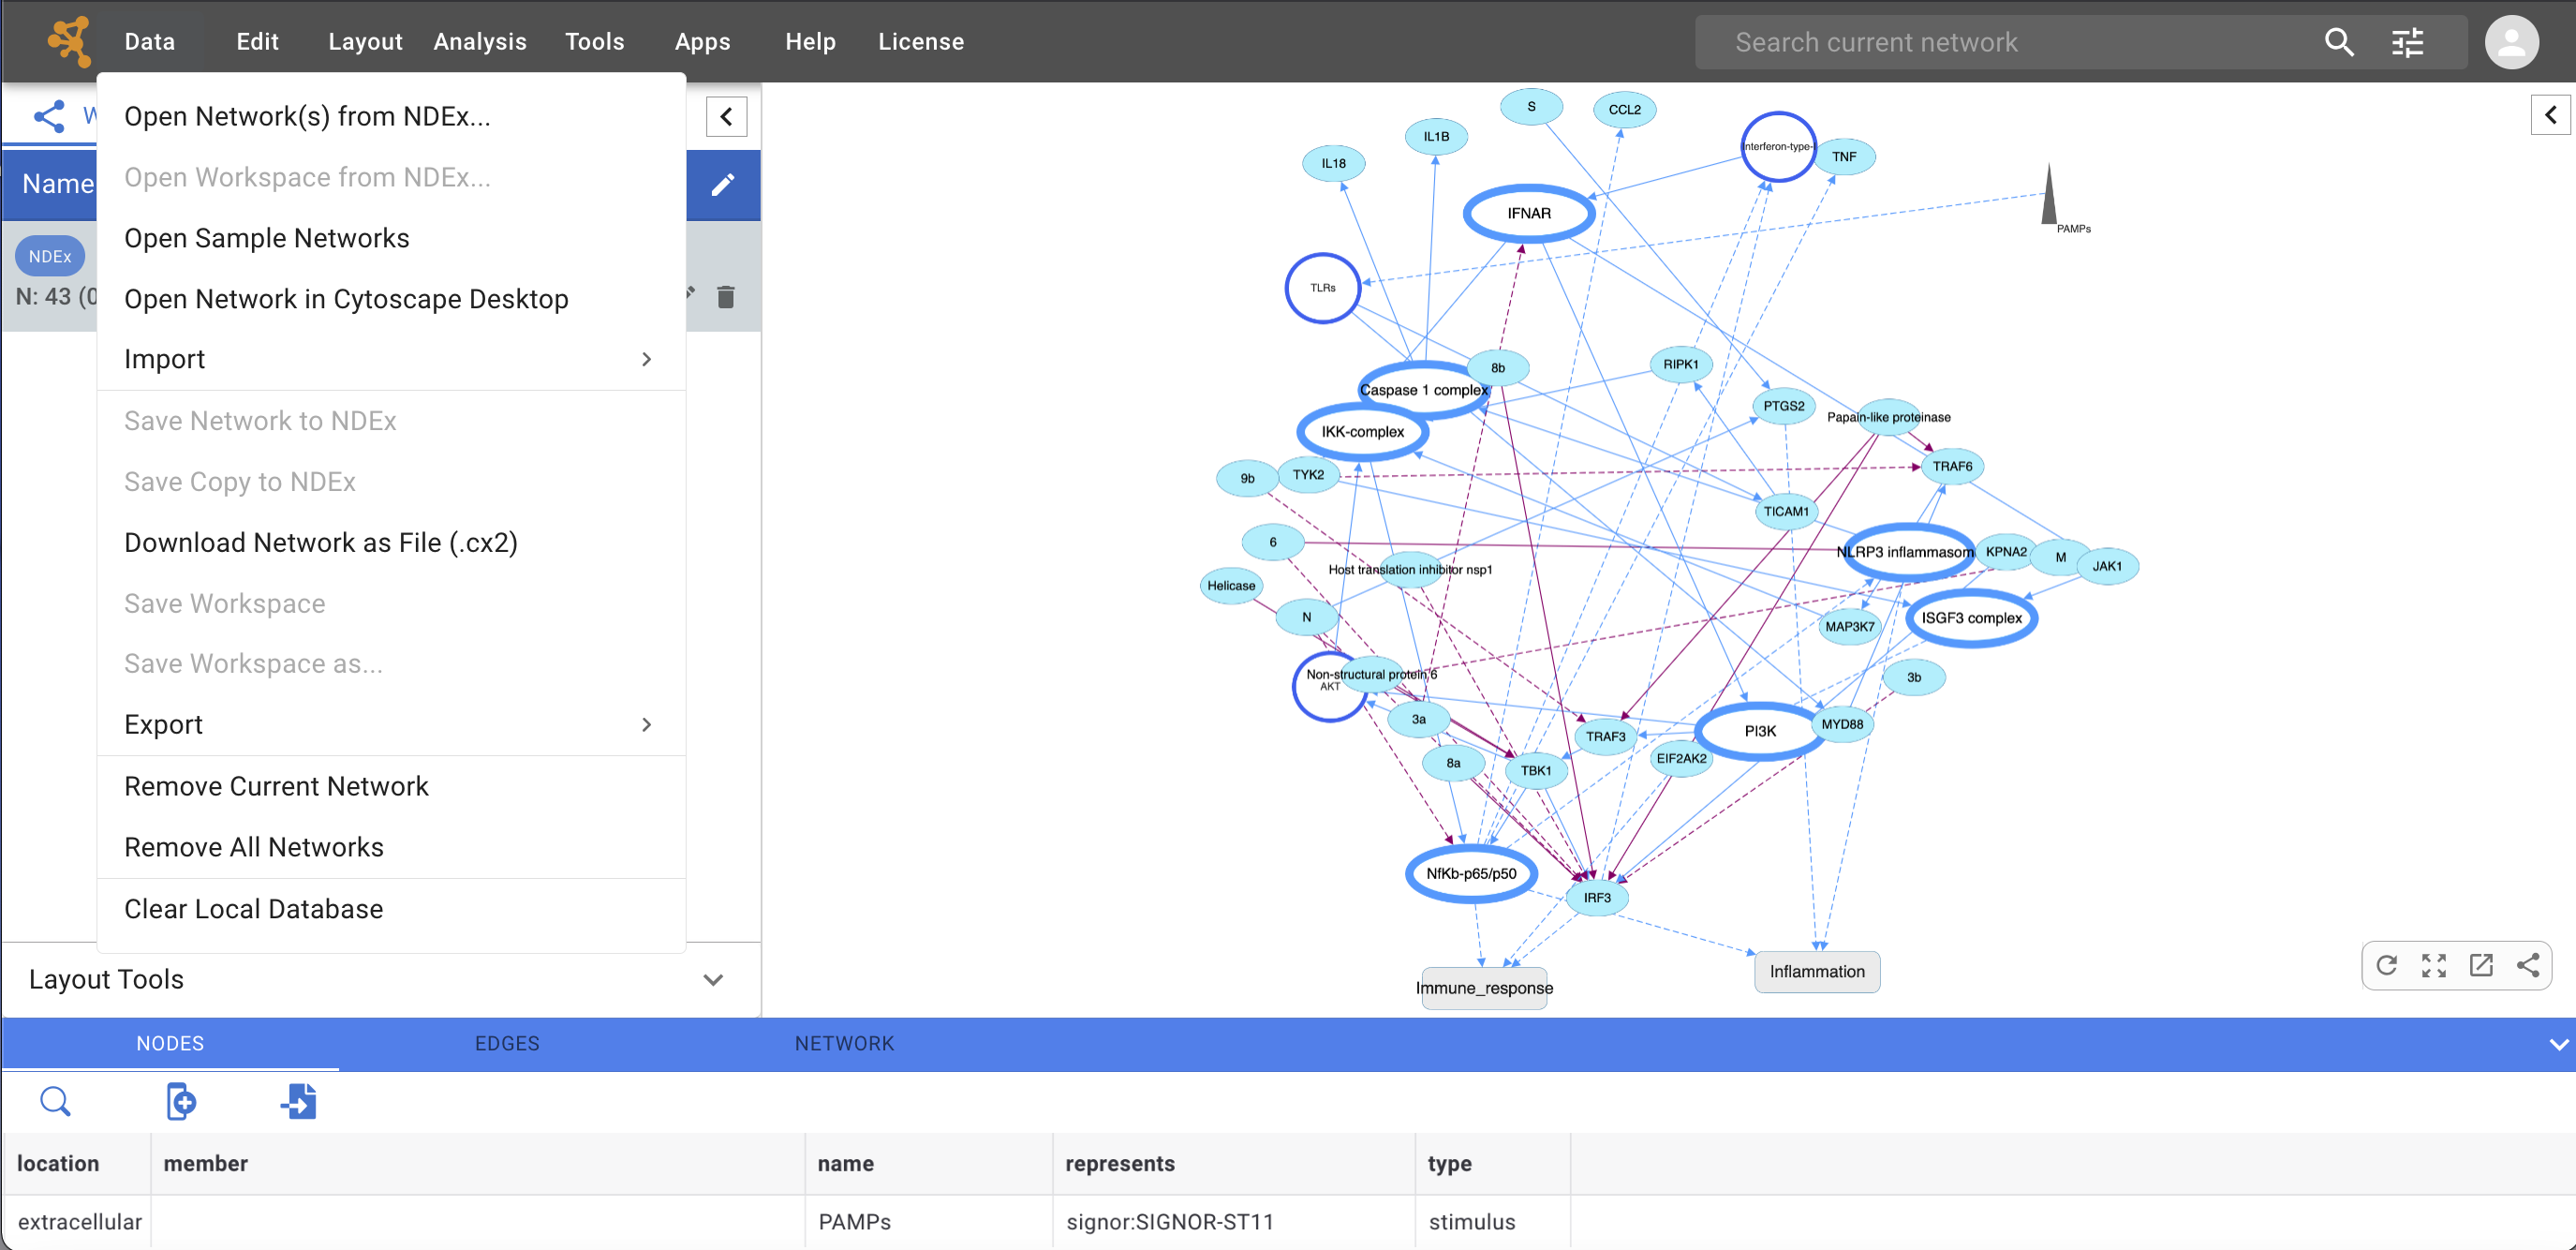 Data Edit Layout Analysis Tools Apps Help License Search current network
W
Name
NDEx
N: 43 (0
Open Network(s) from NDEx...
Open Workspace from NDEx...
Open Sample Networks
Open Network in Cytoscape Desktop
Import
Save Network to NDEx
Save Copy to NDEx
Download Network as File (.cx2)
Save Workspace
Save Workspace as...
Export
Remove Current Network
Remove All Networks
Clear Local Database
Layout Tools
S
CCL2
IL1B
Interferon-type-I
TNF
IL18
IFNAR
PAMPs
TLRs
8b
RIPK1
Caspase 1 complex
PTGS2
Papain-like proteinase
IKK-complex
TRAF6
9b
TYK2
TICAM1
6
NLRP3 inflammasom
KPNA2
M
JAK1
Host translation inhibitor nsp1
Helicase
N
MAP3K7
ISGF3 complex
Non-structural protein 6
AKT
3b
3a
TRAF3
PI3K
MYD88
8a
TBK1
EIF2AK2
NfKb-p65/p50
IRF3
Inflammation
Immune_response
NODES EDGES NETWORK
location member name represents type
extracellular PAMPs signor:SIGNOR-ST11 stimulus